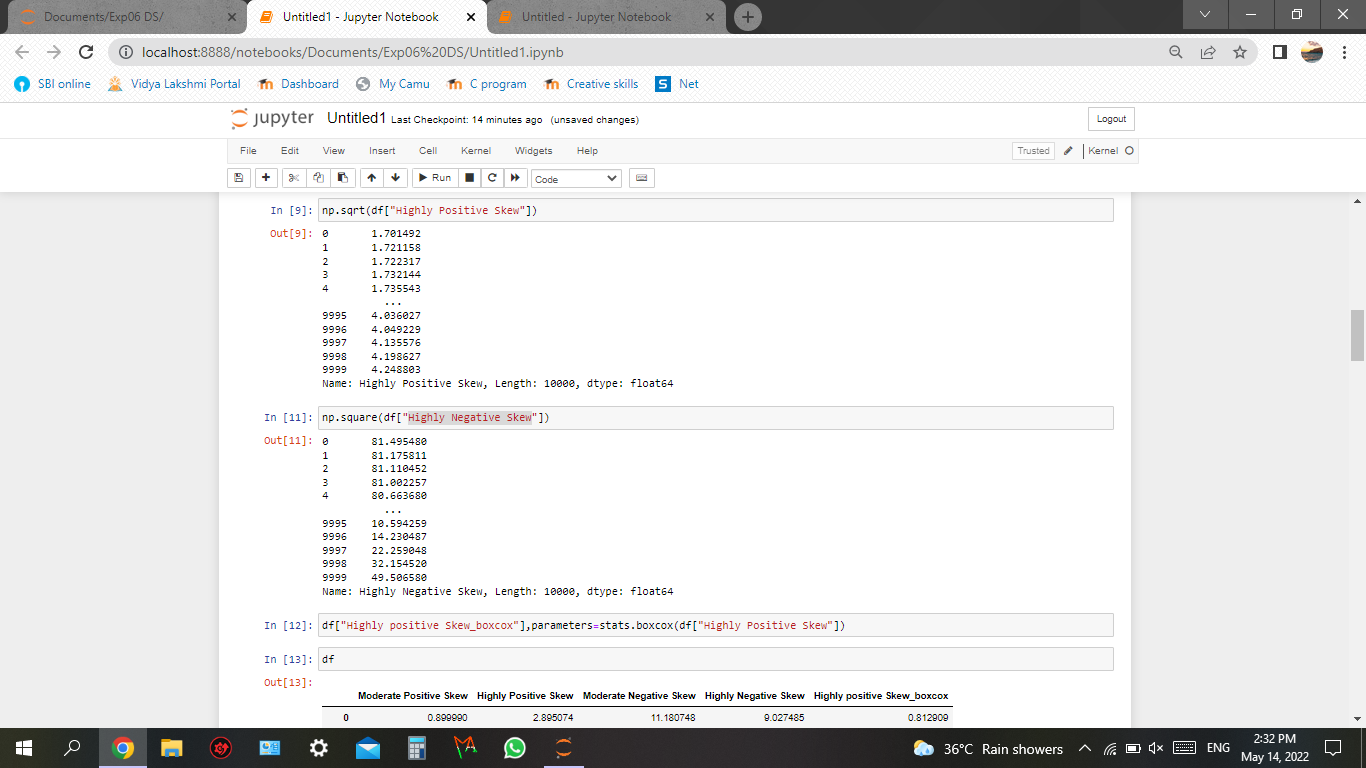 Documents/Exp06 DS/
Untitled1 - Jupyter Notebook
Untitled - Jupyter Notebook
localhost:8888/notebooks/Documents/Exp06%20DS/Untitled1.ipynb
SBI online Vidya Lakshmi Portal Dashboard My Camu C program Creative skills S Net
jupyter Untitled1 Last Checkpoint: 14 minutes ago (unsaved changes) Logout
File Edit View Insert Cell Kernel Widgets Help Trusted Kernel
Run Code
In [9]: np.sqrt(df["Highly Positive Skew"])
Out[9]: 0 1.701492
1 1.721158
2 1.722317
3 1.732144
4 1.735543
...
9995 4.036027
9996 4.049229
9997 4.135576
9998 4.198627
9999 4.248803
Name: Highly Positive Skew, Length: 10000, dtype: float64
In [11]: np.square(df["Highly Negative Skew"])
Out[11]: 0 81.495480
1 81.175811
2 81.110452
3 81.002257
4 80.663680
...
9995 10.594259
9996 14.230487
9997 22.259048
9998 32.154520
9999 49.506580
Name: Highly Negative Skew, Length: 10000, dtype: float64
In [12]: df["Highly positive Skew_boxcox"],parameters=stats.boxcox(df["Highly Positive Skew"])
In [13]: df
Out[13]:
Moderate Positive Skew Highly Positive Skew Moderate Negative Skew Highly Negative Skew Highly positive Skew_boxcox
0 0.899990 2.895074 11.180748 9.027485 0.812909
36°C Rain showers ENG 2:32 PM
May 14, 2022